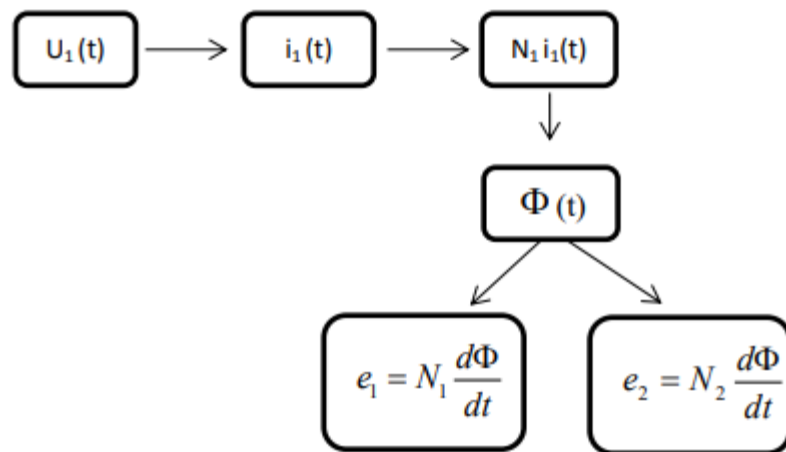 U₁ (t)
i₁ (t)
N₁ i₁(t)
Φ (t)
e₁ = N₁ dΦ/dt
e₂ = N₂ dΦ/dt